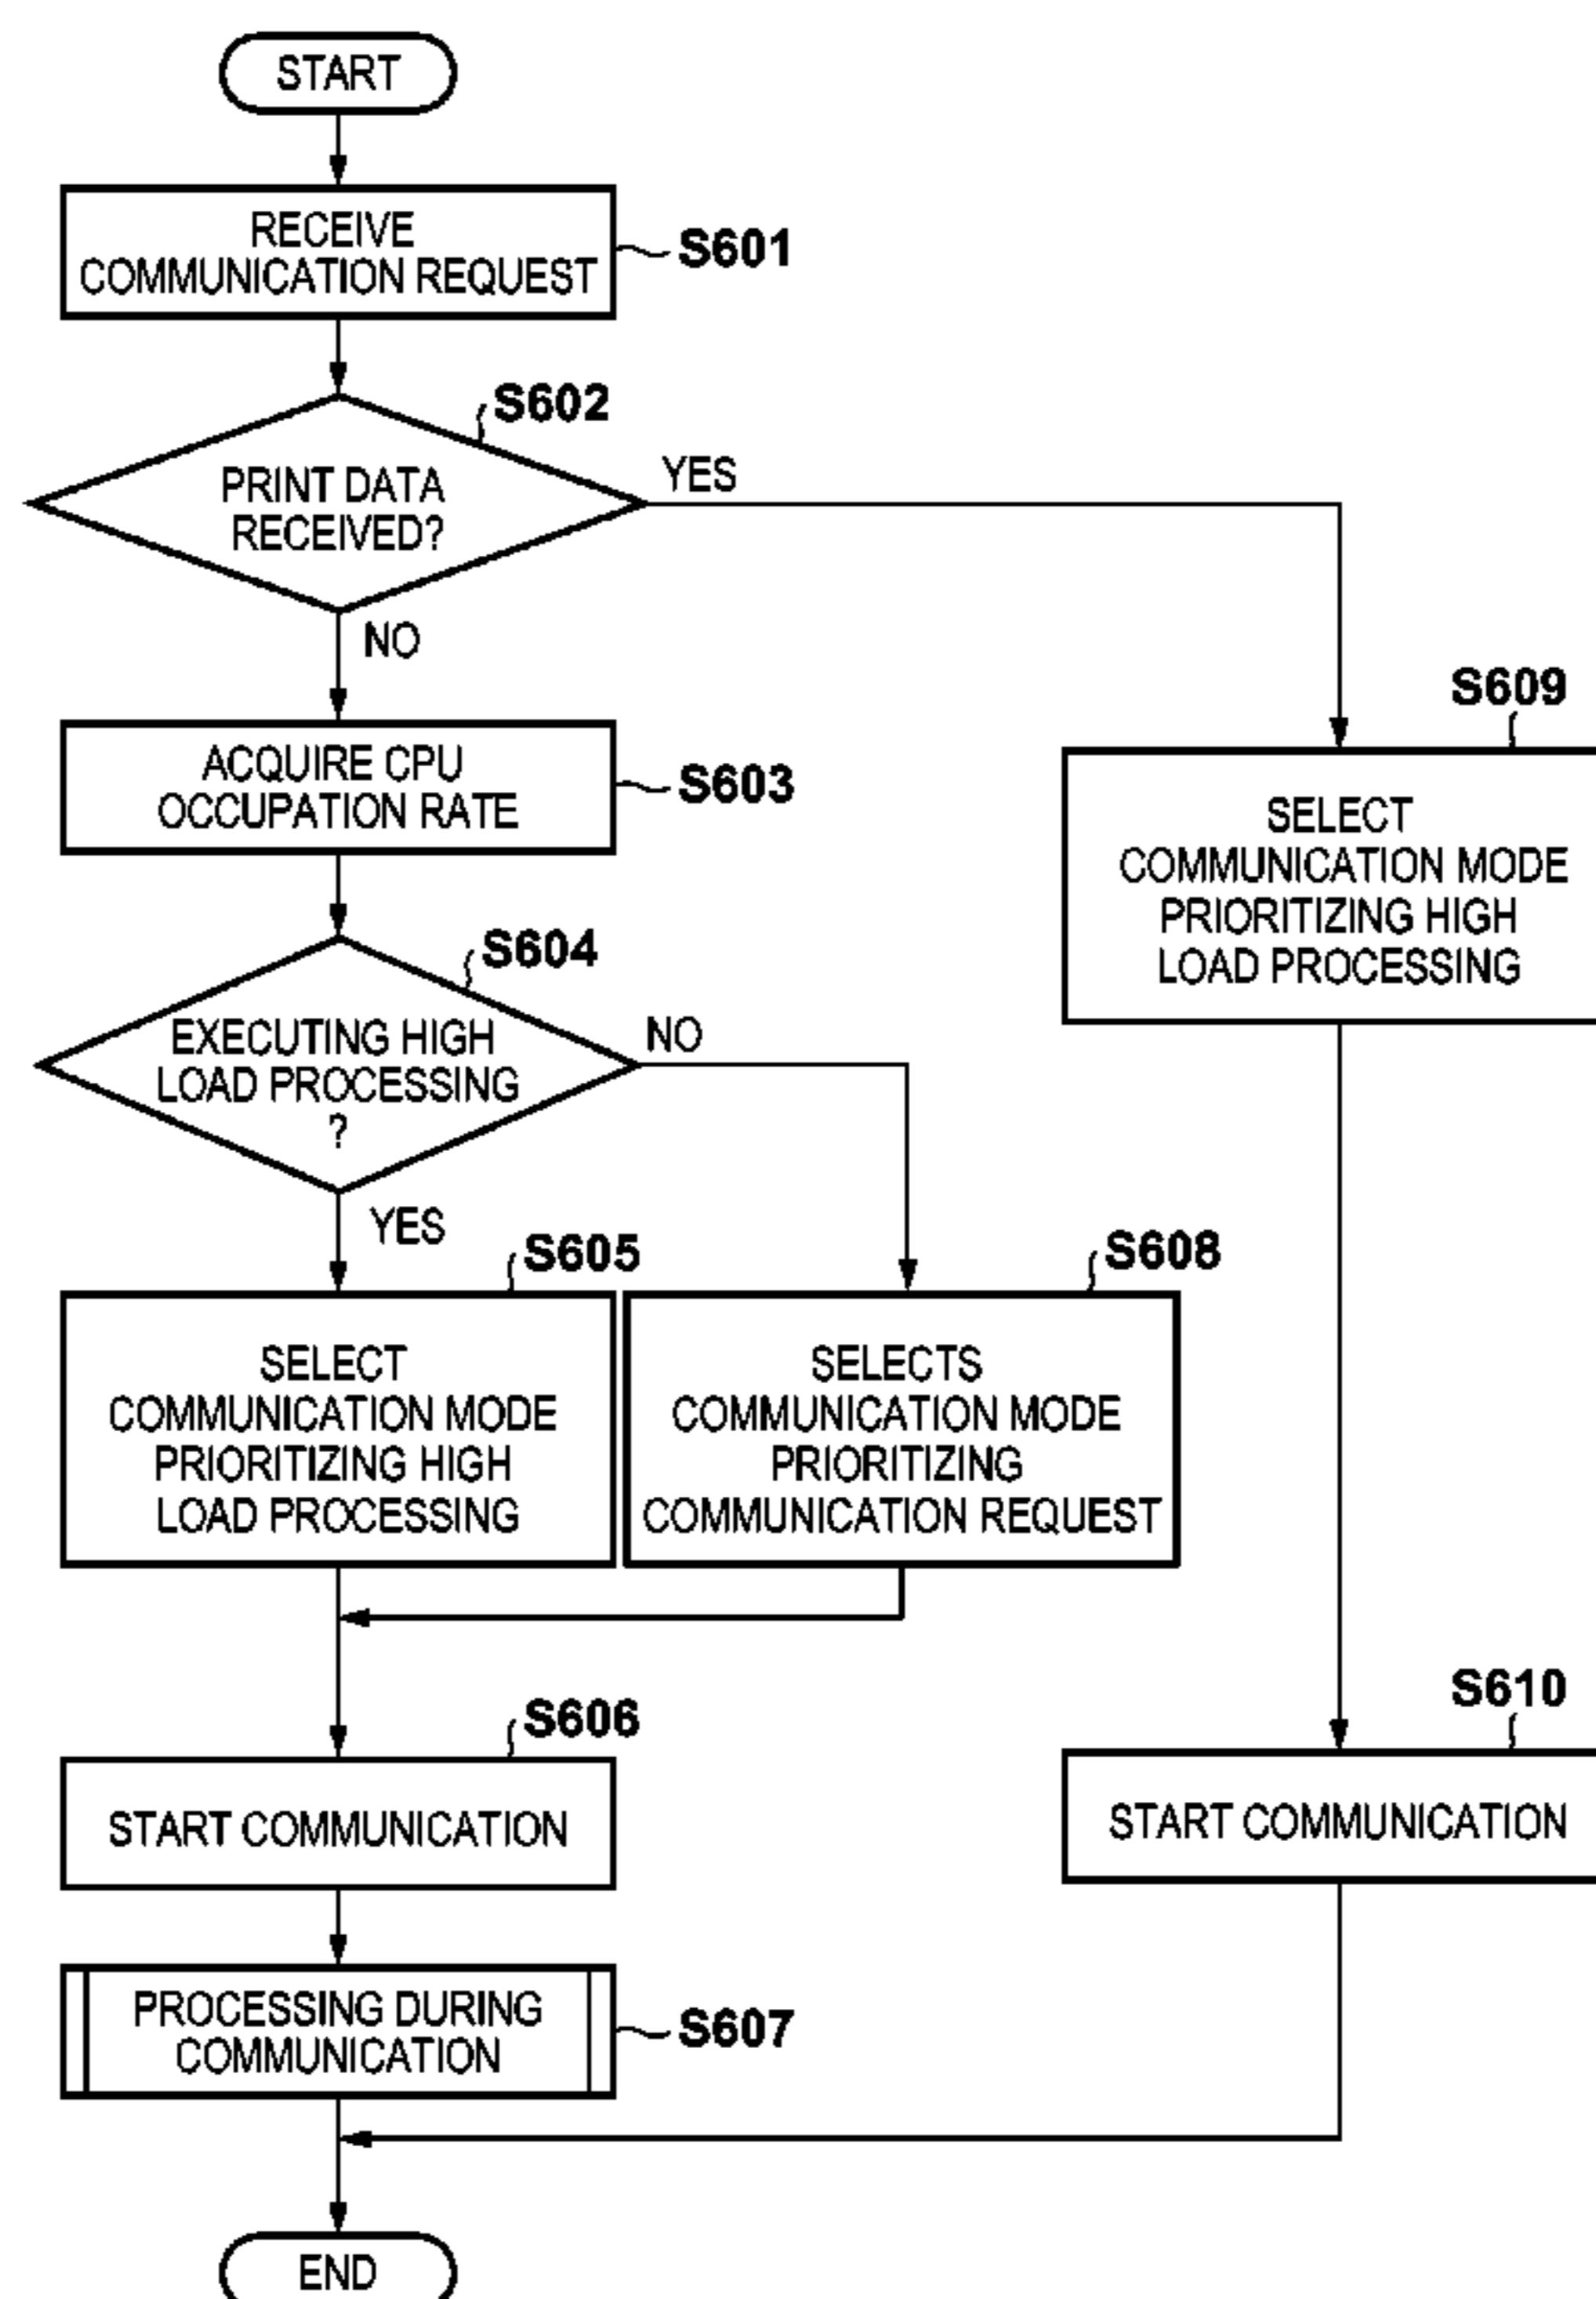 START
RECEIVE
COMMUNICATION REQUEST
S601
S602
PRINT DATA
RECEIVED?
YES
NO
ACQUIRE CPU
OCCUPATION RATE
S603
S609
SELECT
COMMUNICATION MODE
PRIORITIZING HIGH
LOAD PROCESSING
S604
EXECUTING HIGH
LOAD PROCESSING
?
NO
YES
S605
SELECT
COMMUNICATION MODE
PRIORITIZING HIGH
LOAD PROCESSING
S608
SELECTS
COMMUNICATION MODE
PRIORITIZING
COMMUNICATION REQUEST
S606
START COMMUNICATION
S610
START COMMUNICATION
PROCESSING DURING
COMMUNICATION
S607
END